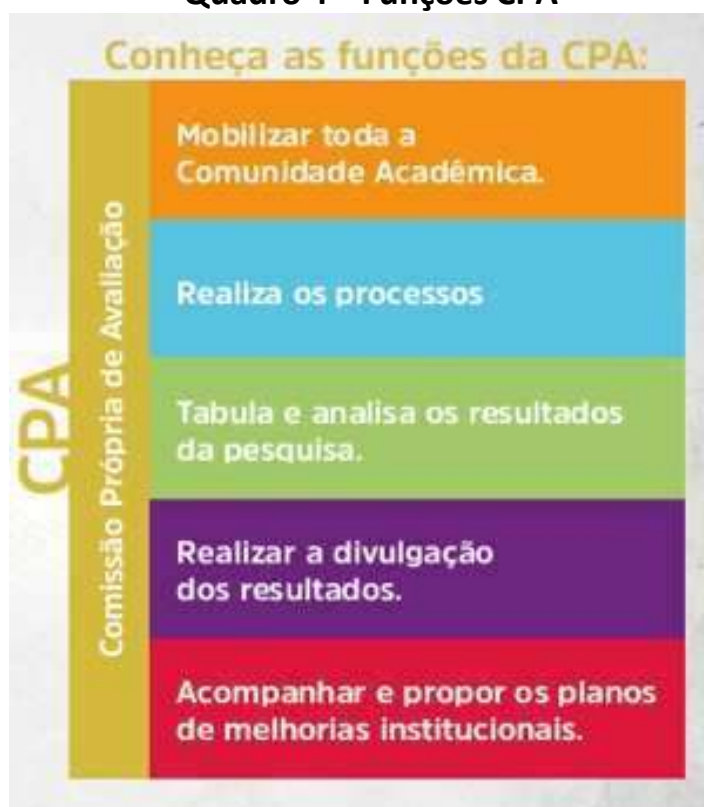 Conheça as funções da CPA:
CPA
Comissão Própria de Avaliação
Mobilizar toda a
Comunidade Acadêmica.
Realiza os processos
Tabula e analisa os resultados
da pesquisa.
Realizar a divulgação
dos resultados.
Acompanhar e propor os planos
de melhorias institucionais.